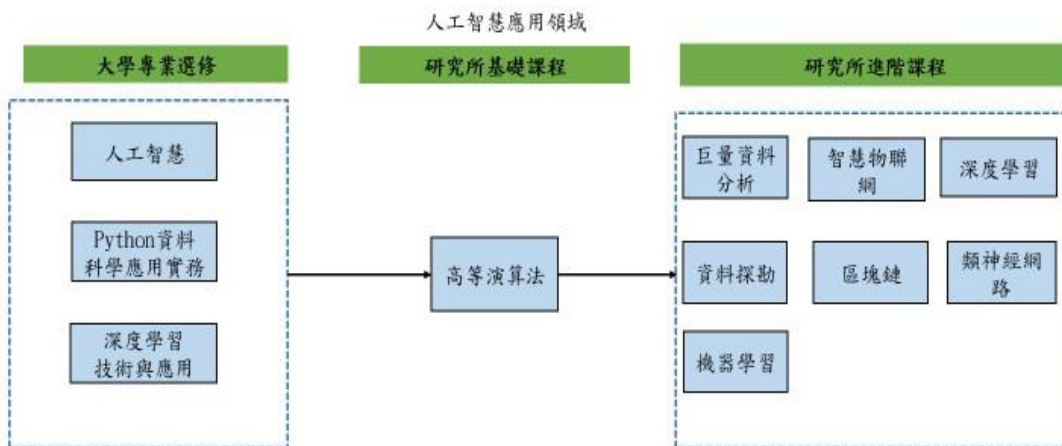 人工智慧應用領域
大學專業選修
研究所基礎課程
研究所進階課程
人工智慧
Python資料
科學應用實務
深度學習
技術與應用
高等演算法
巨量資料
分析
智慧物聯
網
深度學習
資料探勘
區塊鏈
類神經網
路
機器學習